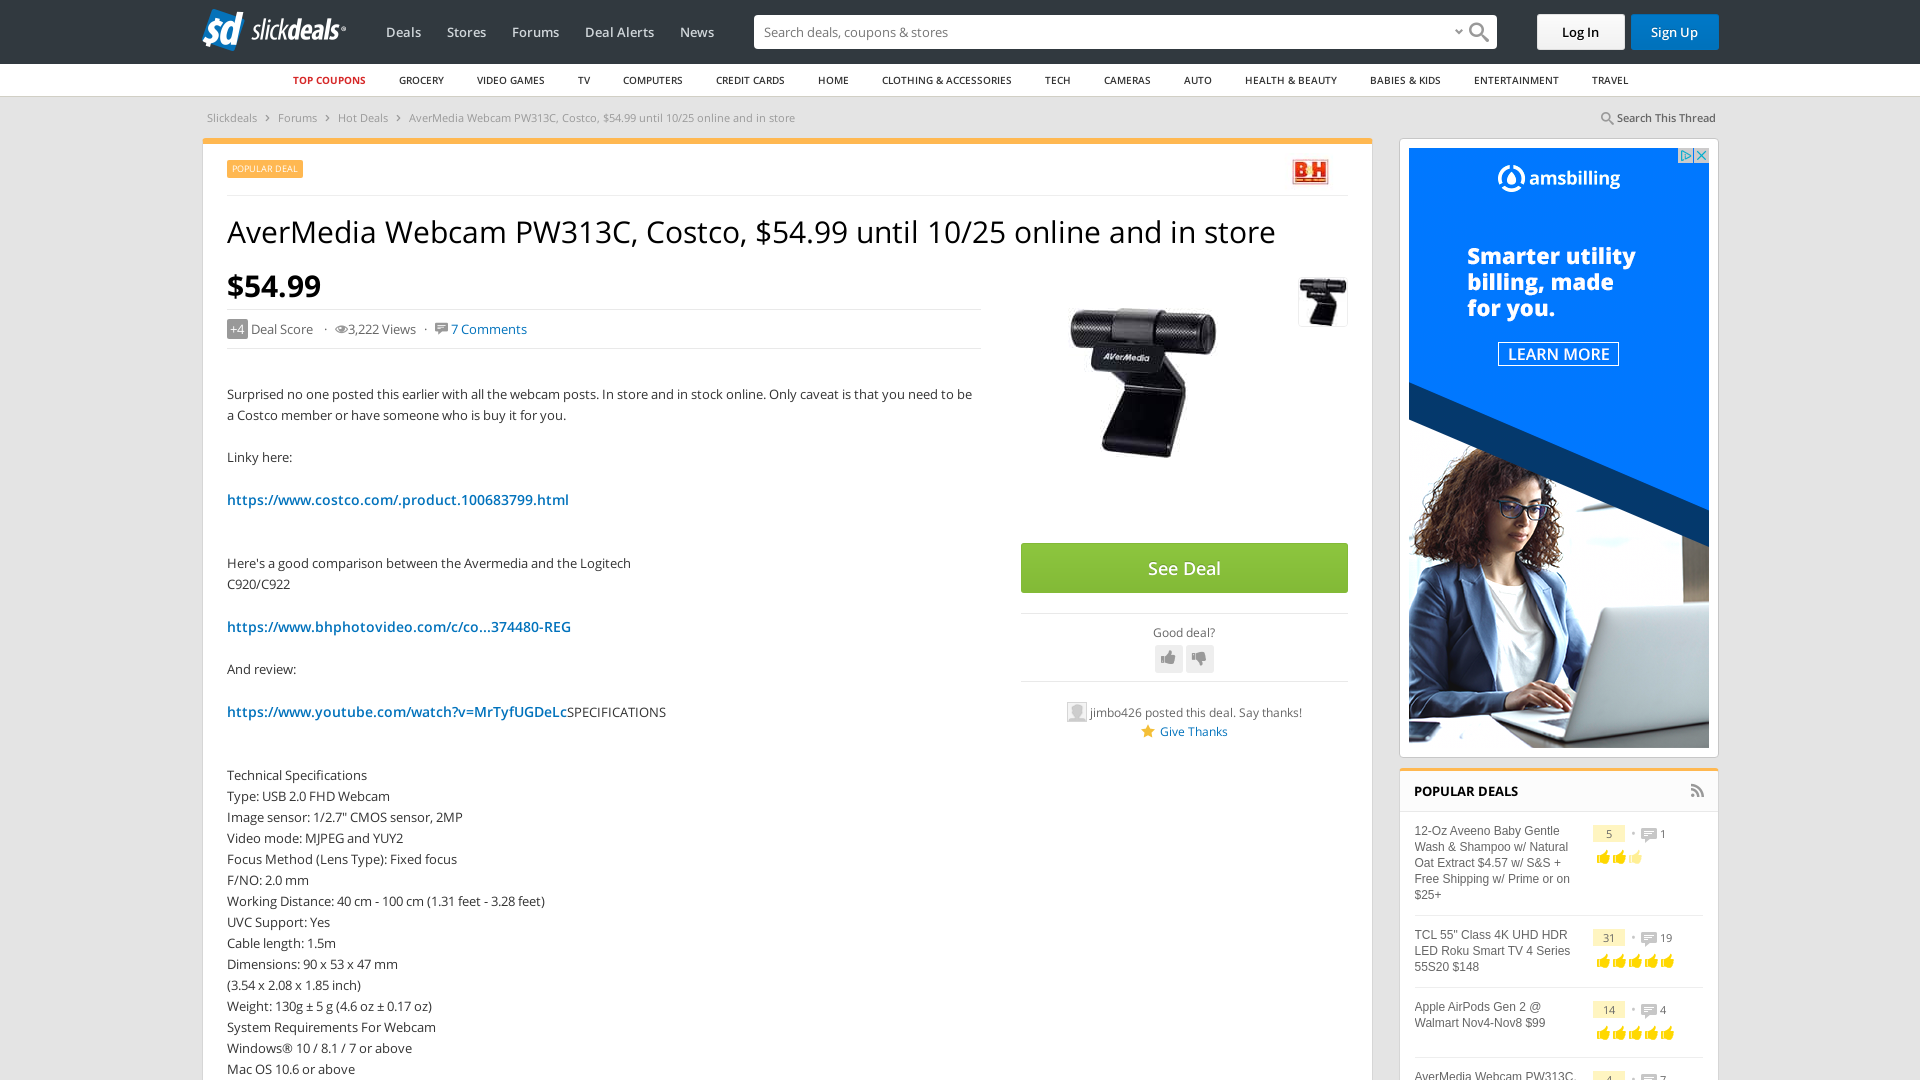 slickdeals
Deals
Stores
Forums
Deal Alerts
News
Search deals, coupons & stores
Log In
Sign Up
TOP COUPONS
GROCERY
VIDEO GAMES
TV
COMPUTERS
CREDIT CARDS
HOME
CLOTHING & ACCESSORIES
TECH
CAMERAS
AUTO
HEALTH & BEAUTY
BABIES & KIDS
ENTERTAINMENT
TRAVEL
Slickdeals › Forums › Hot Deals › AverMedia Webcam PW313C, Costco, $54.99 until 10/25 online and in store
Search This Thread
POPULAR DEAL
B&H
AverMedia Webcam PW313C, Costco, $54.99 until 10/25 online and in store
$54.99
+4 Deal Score · 3,222 Views · 7 Comments
Surprised no one posted this earlier with all the webcam posts. In store and in stock online. Only caveat is that you need to be
a Costco member or have someone who is buy it for you.
Linky here:
https://www.costco.com/.product.100683799.html
Here's a good comparison between the Avermedia and the Logitech
C920/C922
https://www.bhphotovideo.com/c/co...374480-REG
And review:
https://www.youtube.com/watch?v=MrTyfUGDeLcSPECIFICATIONS
Technical Specifications
Type: USB 2.0 FHD Webcam
Image sensor: 1/2.7" CMOS sensor, 2MP
Video mode: MJPEG and YUY2
Focus Method (Lens Type): Fixed focus
F/NO: 2.0 mm
Working Distance: 40 cm - 100 cm (1.31 feet - 3.28 feet)
UVC Support: Yes
Cable length: 1.5m
Dimensions: 90 x 53 x 47 mm
(3.54 x 2.08 x 1.85 inch)
Weight: 130g ± 5 g (4.6 oz ± 0.17 oz)
System Requirements For Webcam
Windows® 10 / 8.1 / 7 or above
Mac OS 10.6 or above
AVerMedia
See Deal
Good deal?
jimbo426 posted this deal. Say thanks!
Give Thanks
amsbilling
Smarter utility
billing, made
for you.
LEARN MORE
POPULAR DEALS
12-Oz Aveeno Baby Gentle
Wash & Shampoo w/ Natural
Oat Extract $4.57 w/ S&S +
Free Shipping w/ Prime or on
$25+
5 • 1
TCL 55" Class 4K UHD HDR
LED Roku Smart TV 4 Series
55S20 $148
31 • 19
Apple AirPods Gen 2 @
Walmart Nov4-Nov8 $99
14 • 4
AverMedia Webcam PW313C,
4 • 7